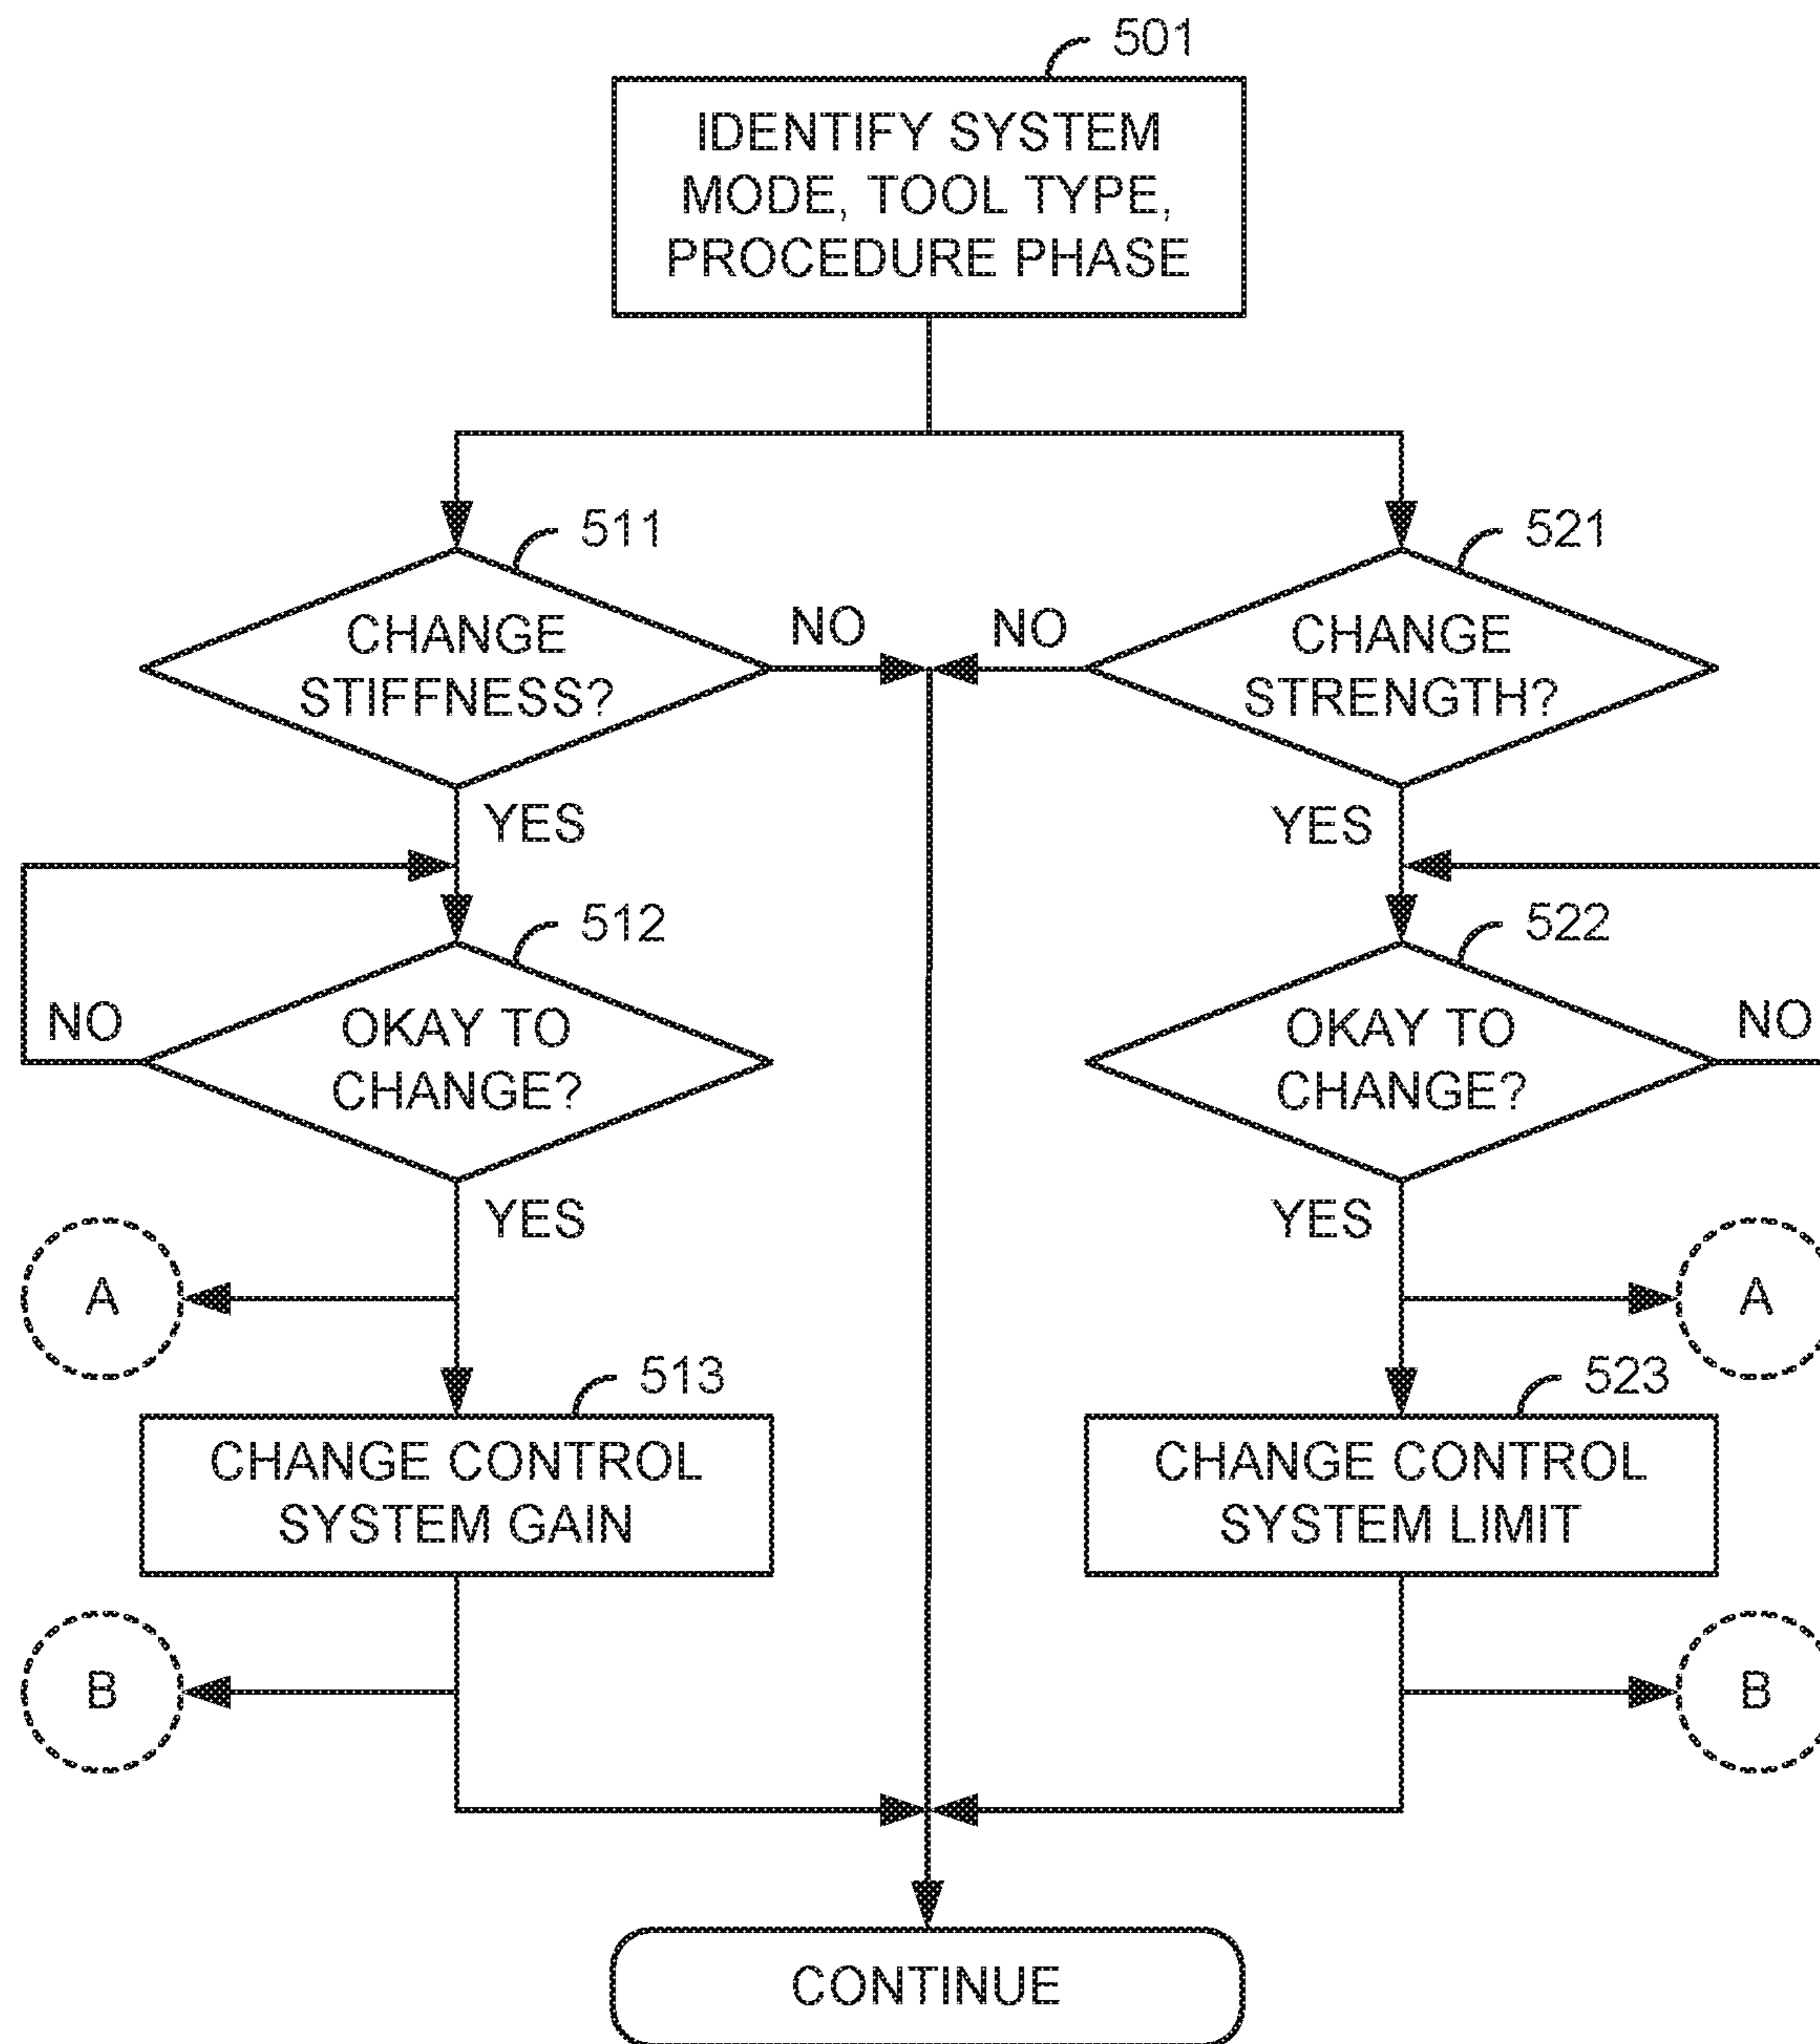 501
IDENTIFY SYSTEM
MODE, TOOL TYPE,
PROCEDURE PHASE
511
521
CHANGE
STIFFNESS?
NO
NO
CHANGE
STRENGTH?
YES
YES
512
522
NO
OKAY TO
CHANGE?
OKAY TO
CHANGE?
NO
YES
YES
A
A
513
523
CHANGE CONTROL
SYSTEM GAIN
CHANGE CONTROL
SYSTEM LIMIT
B
B
CONTINUE